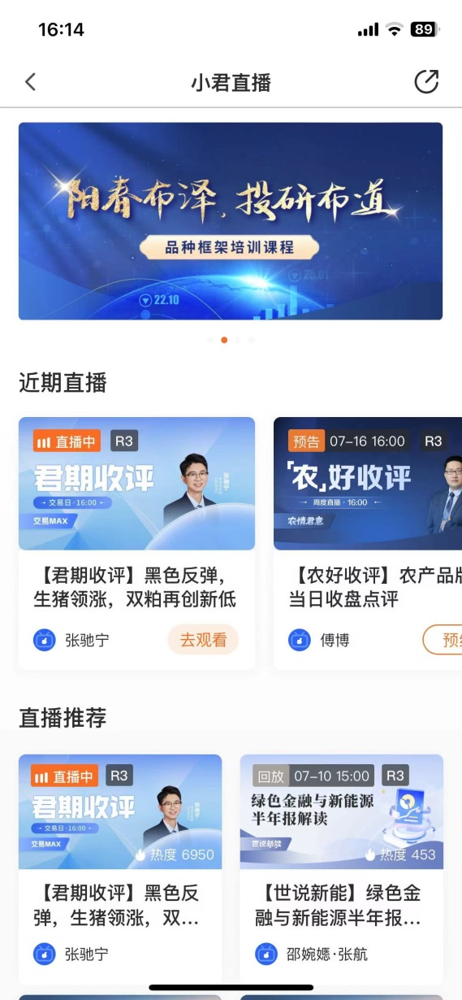 16:14
89
小君直播
阳春布泽,投研布道
品种框架培训课程
22.10
近期直播
直播中 R3
君期收评
交易日·16:00
交易MAX
张驰宁
【君期收评】黑色反弹,
生猪领涨,双粕再创新低
张驰宁
去观看
预告 07-16 16:00 R3
「农」好收评
周度直播·16:00
农情君意
【农好收评】农产品
当日收盘点评
傅博
预
直播推荐
直播中 R3
君期收评
交易日·16:00
交易MAX
张驰宁
热度 6950
【君期收评】黑色反
弹,生猪领涨,双...
张驰宁
回放 07-10 15:00 R3
绿色金融与新能源
半年报解读
世说新能
热度 453
【世说新能】绿色金
融与新能源半年报...
邵婉嫕·张航